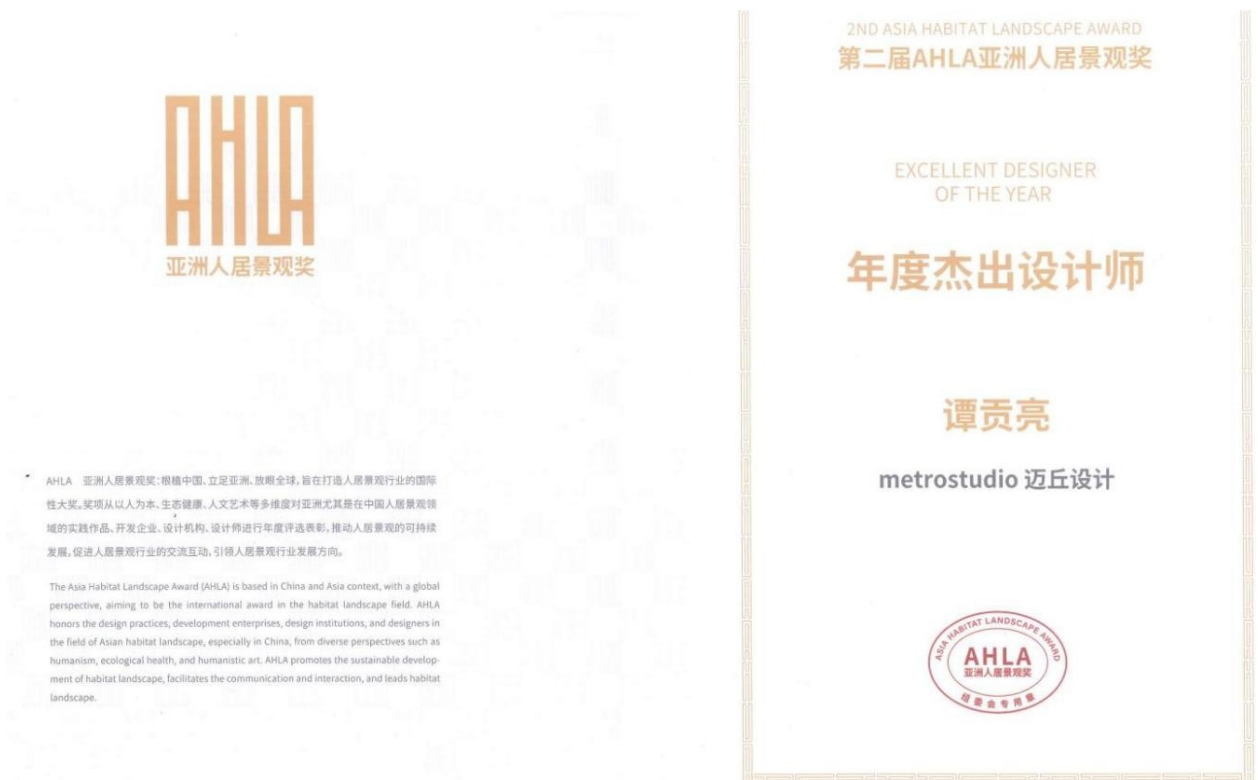 AHLA
亚洲人居景观奖
AHLA 亚洲人居景观奖：根植中国、立足亚洲、放眼全球，旨在打造人居景观行业的国际
性大奖。奖项从以人为本、生态健康、人文艺术等多维度对亚洲尤其是在中国人居景观领
域的实践作品、开发企业、设计机构、设计师进行年度评选表彰，推动人居景观的可持续
发展，促进人居景观行业的交流互动，引领人居景观行业发展方向。
The Asia Habitat Landscape Award (AHLA) is based in China and Asia context, with a global
perspective, aiming to be the international award in the habitat landscape field. AHLA
honors the design practices, development enterprises, design institutions, and designers in
the field of Asian habitat landscape, especially in China, from diverse perspectives such as
humanism, ecological health, and humanistic art. AHLA promotes the sustainable develop-
ment of habitat landscape, facilitates the communication and interaction, and leads habitat
landscape.
2ND ASIA HABITAT LANDSCAPE AWARD
第二届AHLA亚洲人居景观奖
EXCELLENT DESIGNER
OF THE YEAR
年度杰出设计师
谭贡亮
metrostudio 迈丘设计
ASIA HABITAT LANDSCAPE AWARD
AHLA
亚洲人居景观奖
组委会专用章